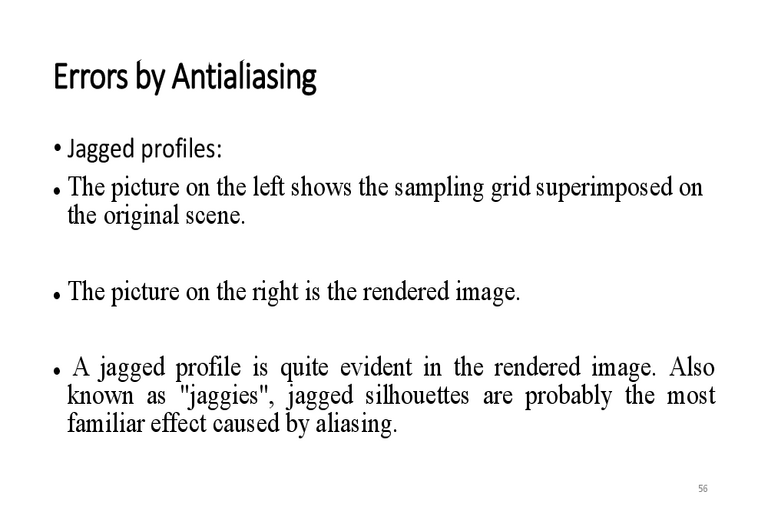 Errors by Antialiasing
• Jagged profiles:
• The picture on the left shows the sampling grid superimposed on
the original scene.
• The picture on the right is the rendered image.
• A jagged profile is quite evident in the rendered image. Also
known as "jaggies", jagged silhouettes are probably the most
familiar effect caused by aliasing.
56